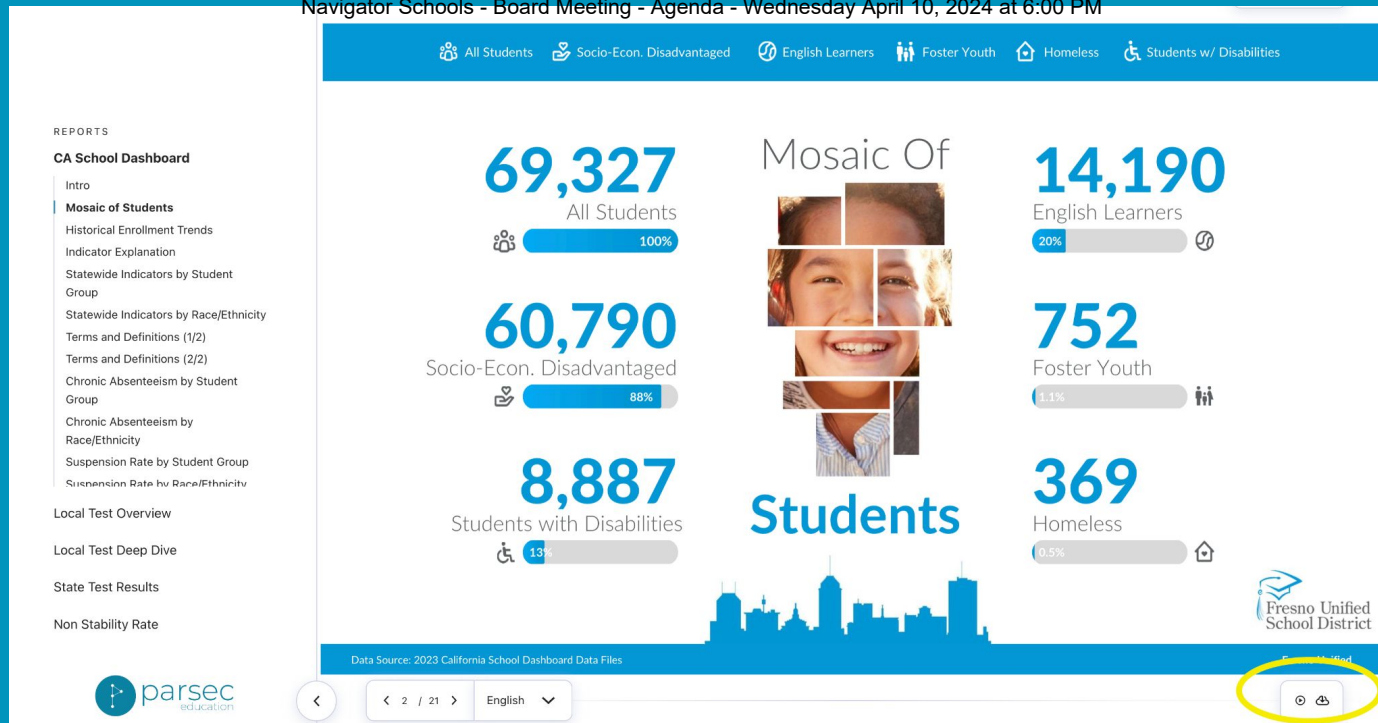 Navigator Schools - Board Meeting - Agenda - Wednesday April 10, 2024 at 6:00 PM
All Students
Socio-Econ. Disadvantaged
English Learners
Foster Youth
Homeless
Students w/ Disabilities
REPORTS
CA School Dashboard
Intro
Mosaic of Students
Historical Enrollment Trends
Indicator Explanation
Statewide Indicators by Student
Group
Statewide Indicators by Race/Ethnicity
Terms and Definitions (1/2)
Terms and Definitions (2/2)
Chronic Absenteeism by Student
Group
Chronic Absenteeism by
Race/Ethnicity
Suspension Rate by Student Group
Suspension Rate by Race/Ethnicity
Local Test Overview
Local Test Deep Dive
State Test Results
Non Stability Rate
parsec
education
69,327
All Students
100%
60,790
Socio-Econ. Disadvantaged
88%
8,887
Students with Disabilities
13%
Mosaic Of
Students
14,190
English Learners
20%
752
Foster Youth
1.1%
369
Homeless
0.5%
Fresno Unified
School District
Data Source: 2023 California School Dashboard Data Files
Fresno Unified
2 / 21
English